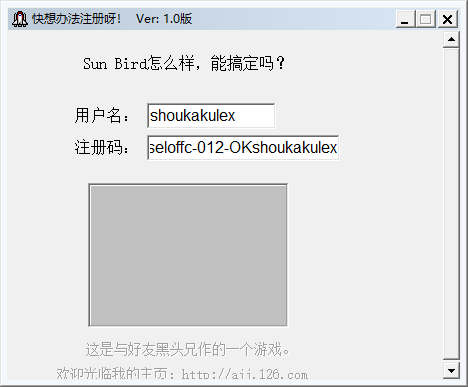 快想办法注册呀! Ver: 1.0版
Sun Bird怎么样，能搞定吗？
用户名： shoukakulex
注册码： seloffc-012-OKshoukakulex
这是与好友黑头兄作的一个游戏。
欢迎光临我的主页：http://aij.126.com